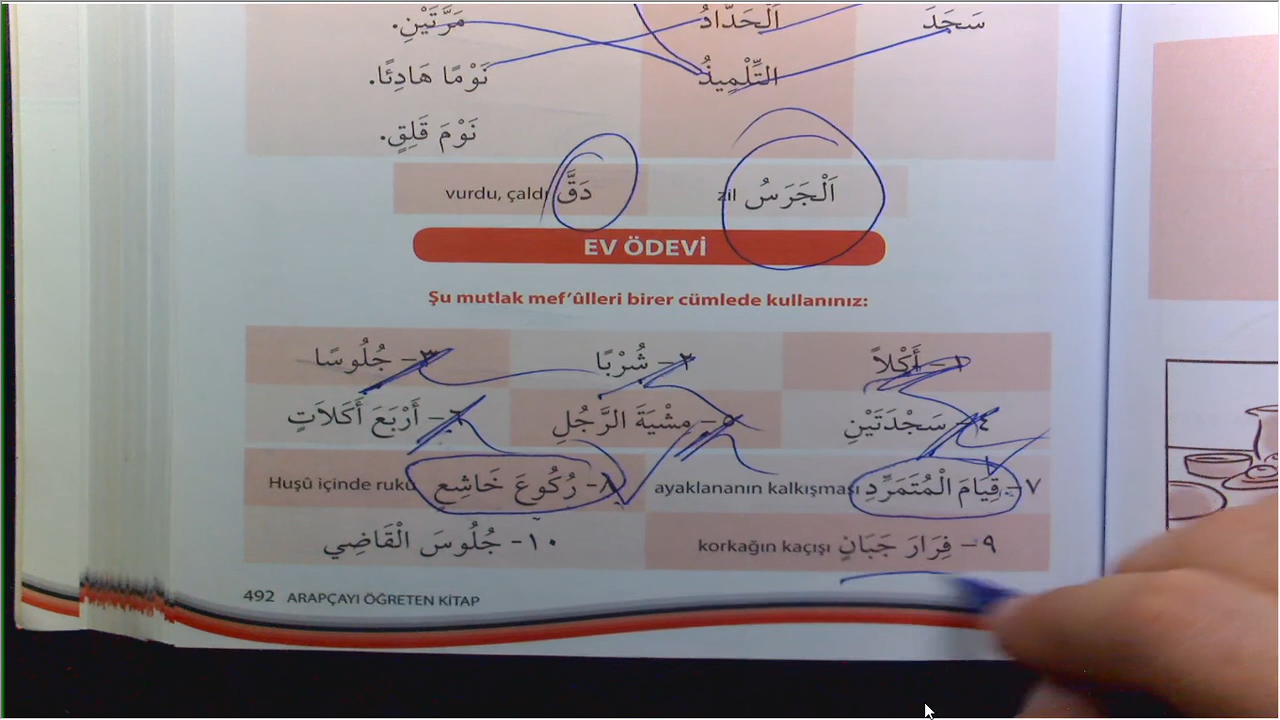 سَجَدَ اَلْحَدَّادُ مَرَّتَيْنِ.
التِّلْمِيذُ نَوْمًا هَادِئًا.
نَوْمَ قَلِقٍ.
اَلْجَرَسُ zil دَقَّ vurdu, çaldı
EV ÖDEVİ
Şu mutlak mef'ûlleri birer cümlede kullanınız:
١– أَكْلاً ٢– شُرْبًا ٣– جُلُوسًا
٤– سَجْدَتَيْنِ ٥– مِشْيَةَ الرَّجُلِ ٦– أَرْبَعَ أَكَلاَتٍ
٧– قِيَامَ الْمُتَمَرِّدِ ayaklananın kalkışması ٨– رُكُوعَ خَاشِعٍ Huşû içinde rukû
٩– فِرَارَ جَبَانٍ korkağın kaçışı ١٠– جُلُوسَ الْقَاضِي
492 ARAPÇAYI ÖĞRETEN KİTAP